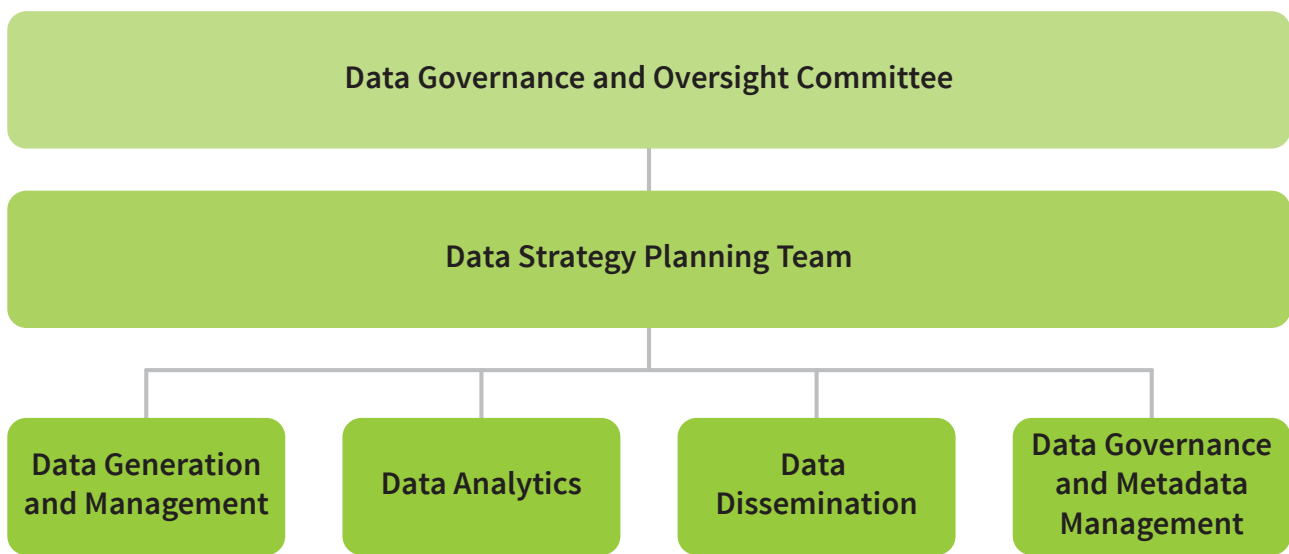 Data Governance and Oversight Committee
Data Strategy Planning Team
Data Generation
and Management
Data Analytics
Data
Dissemination
Data Governance
and Metadata
Management